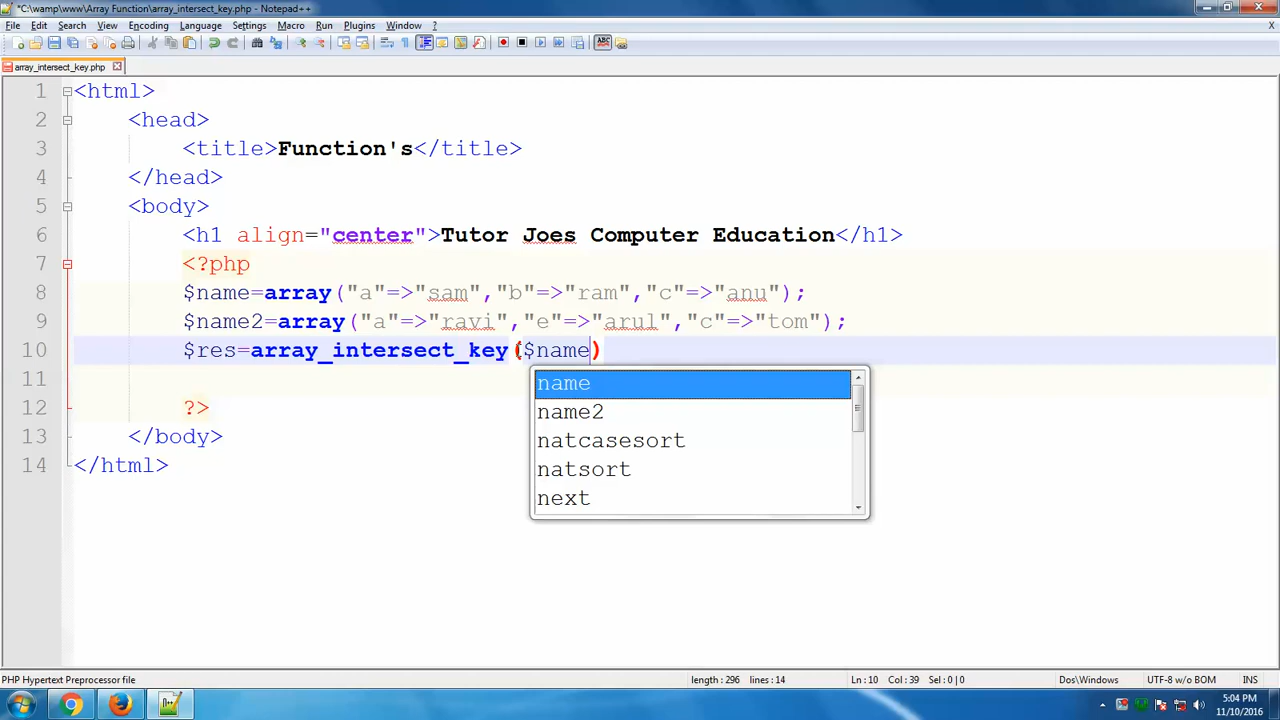 *C:\wamp\www\Array Function\array_intersect_key.php - Notepad++
File Edit Search View Encoding Language Settings Macro Run Plugins Window ? X
array_intersect_key.php
1 <html>
2 <head>
3 <title>Function's</title>
4 </head>
5 <body>
6 <h1 align="center">Tutor Joes Computer Education</h1>
7 <?php
8 $name=array("a"=>"sam","b"=>"ram","c"=>"anu");
9 $name2=array("a"=>"ravi","e"=>"arul","c"=>"tom");
10 $res=array_intersect_key($name)
11
12 ?>
13 </body>
14 </html>
name
name2
natcasesort
natsort
next
PHP Hypertext Preprocessor file length : 296 lines : 14 Ln : 10 Col : 39 Sel : 0 | 0 Dos\Windows UTF-8 w/o BOM INS
5:04 PM
11/10/2016